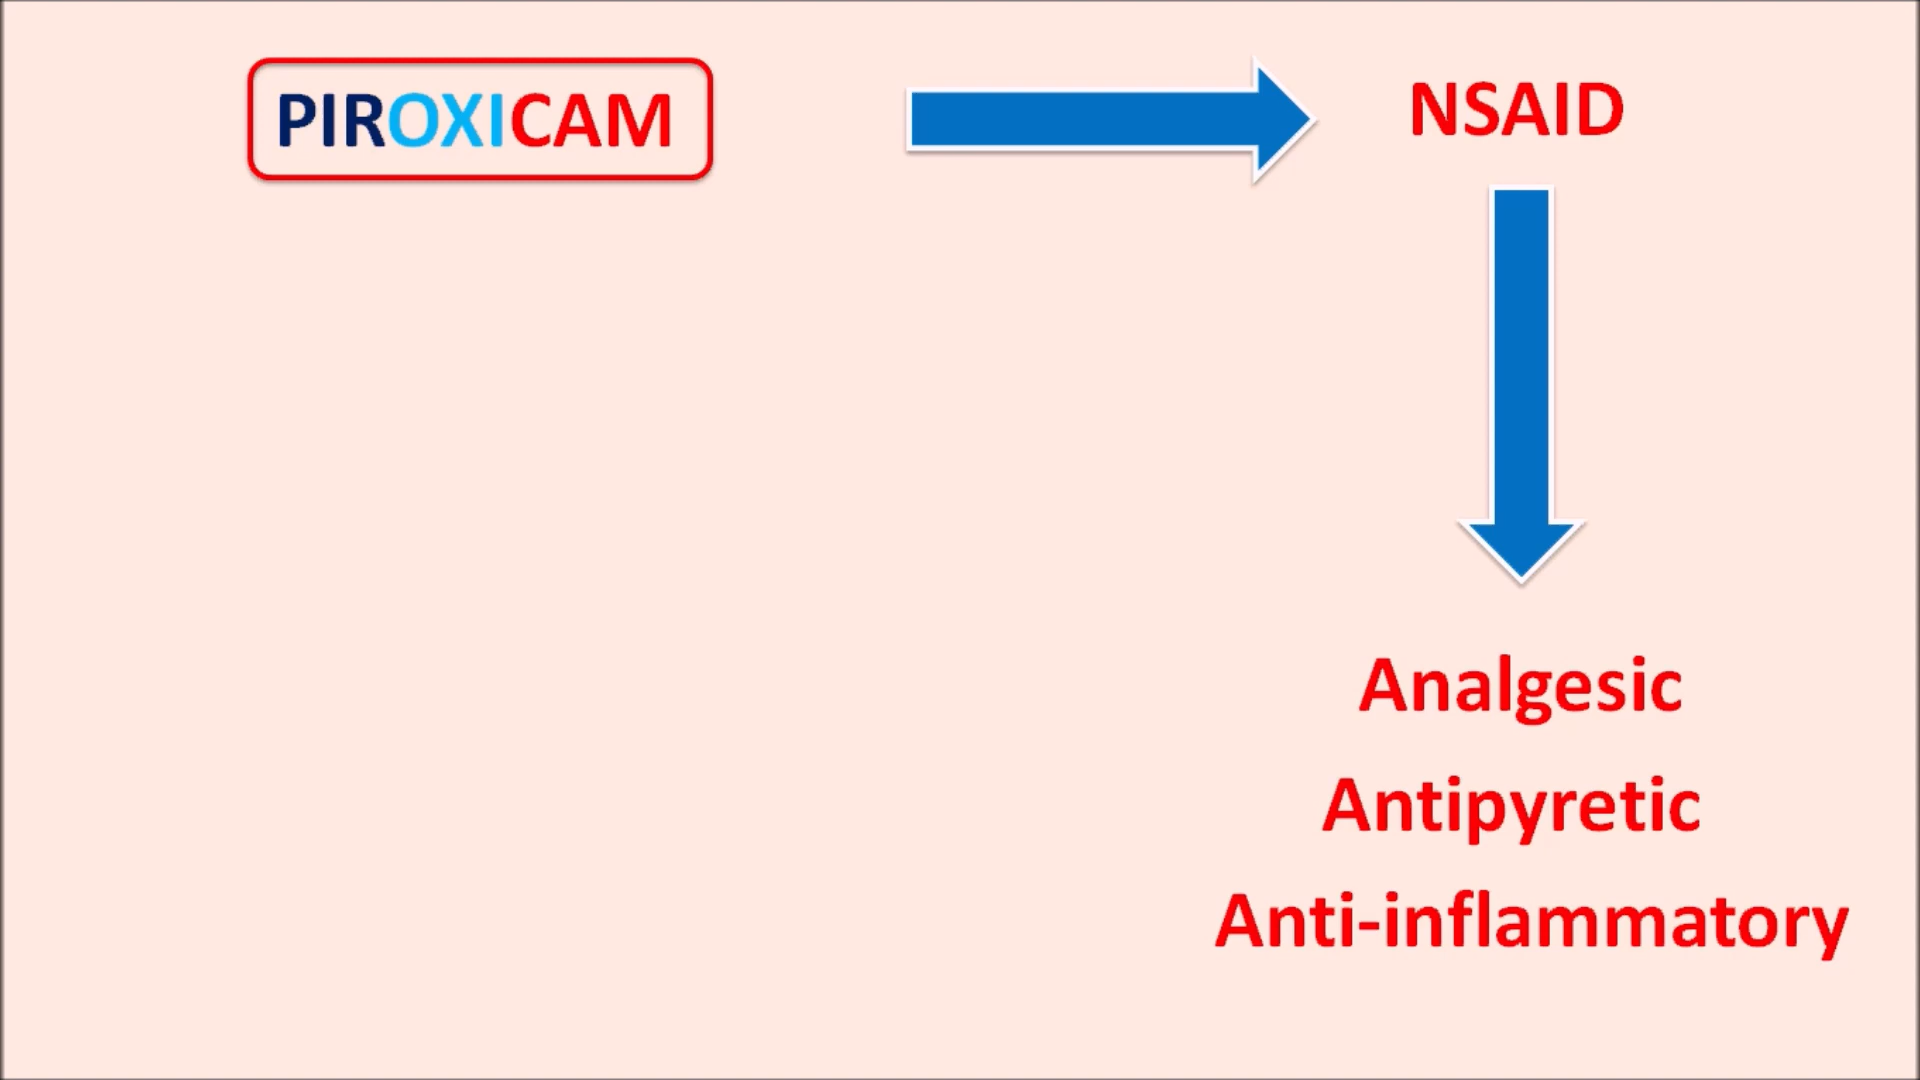 PIROXICAM
NSAID
Analgesic
Antipyretic
Anti-inflammatory